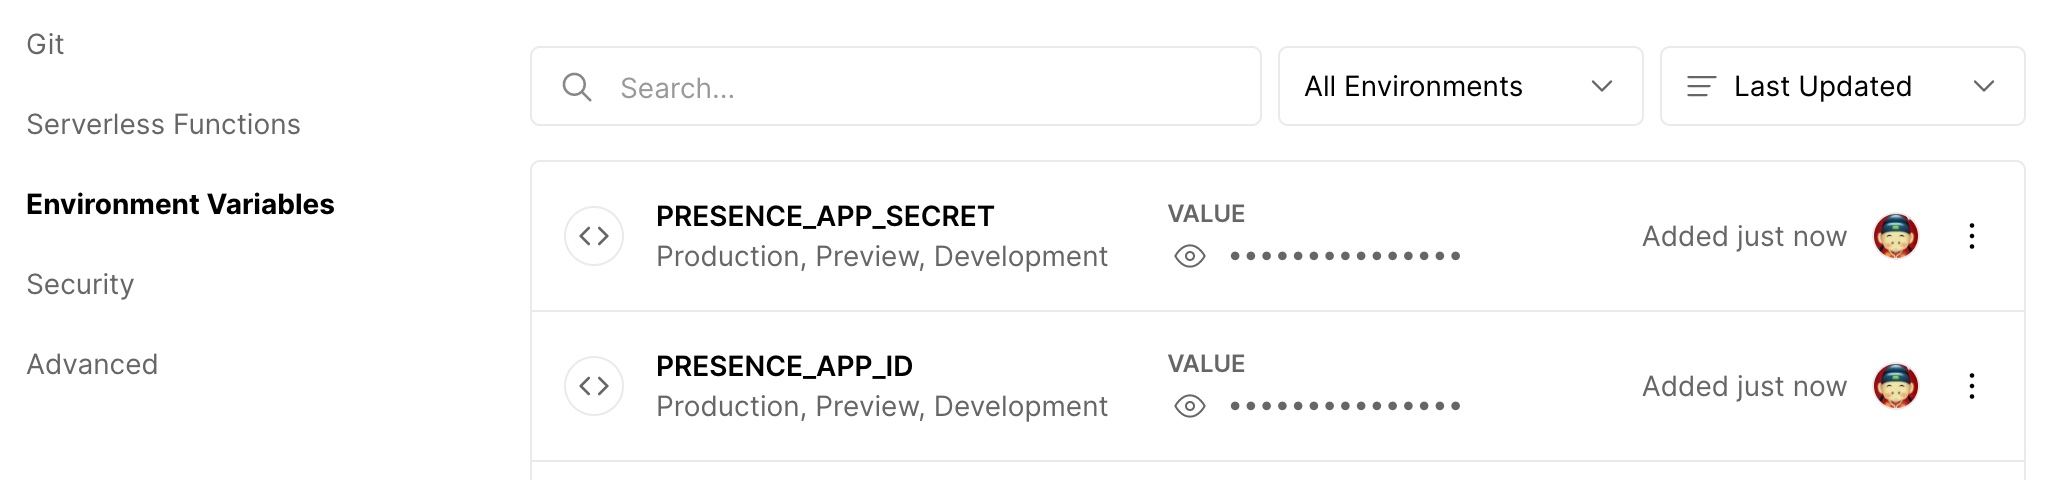 Git
Serverless Functions
Environment Variables
Security
Advanced
Search...
All Environments
Last Updated
PRESENCE_APP_SECRET
Production, Preview, Development
VALUE
•••••••••••••••
Added just now
PRESENCE_APP_ID
Production, Preview, Development
VALUE
•••••••••••••••
Added just now